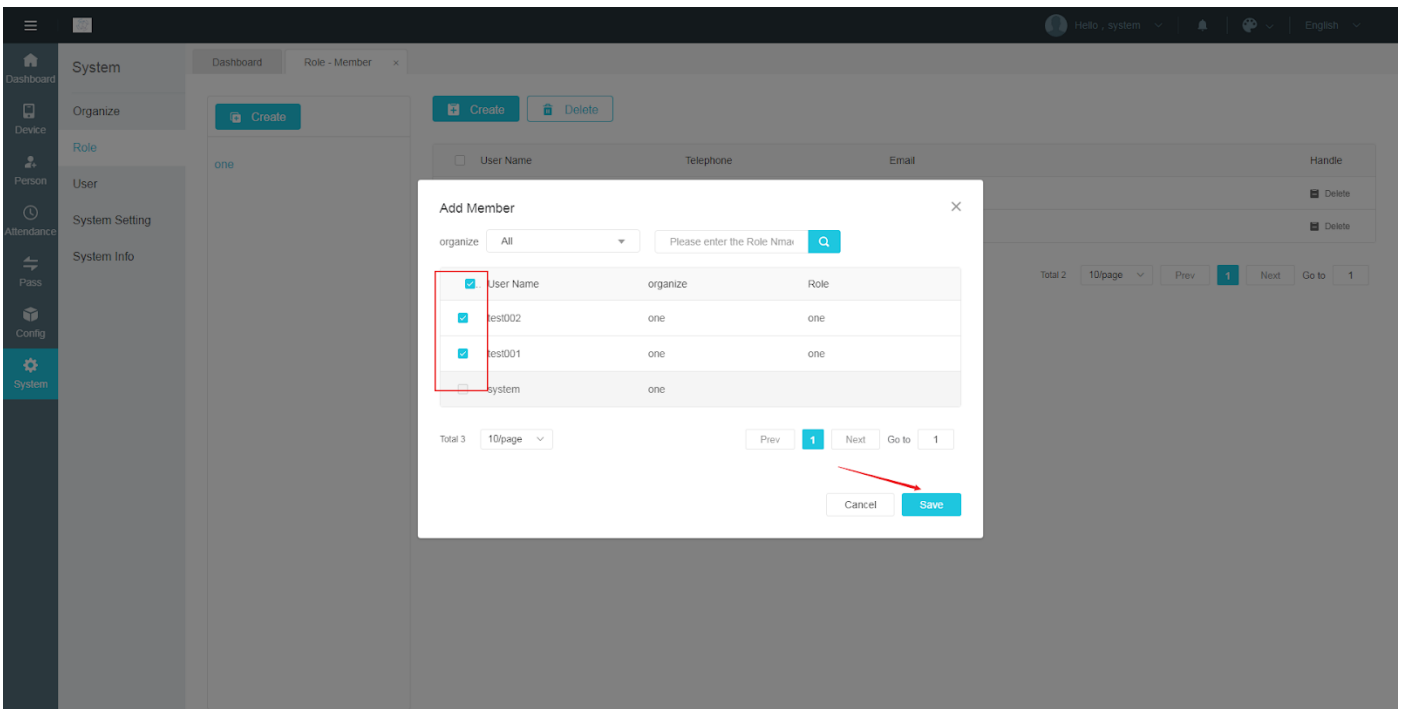 Hello , system
English
Dashboard
Device
Person
Attendance
Pass
Config
System
System
Organize
Role
User
System Setting
System Info
Dashboard
Role - Member
Create
one
Create Delete
User Name Telephone Email Handle
Delete
Delete
Total 2 10/page Prev 1 Next Go to 1
Add Member
organize All Please enter the Role Nma
User Name organize Role
test002 one one
test001 one one
system one
Total 3 10/page Prev 1 Next Go to 1
Cancel Save